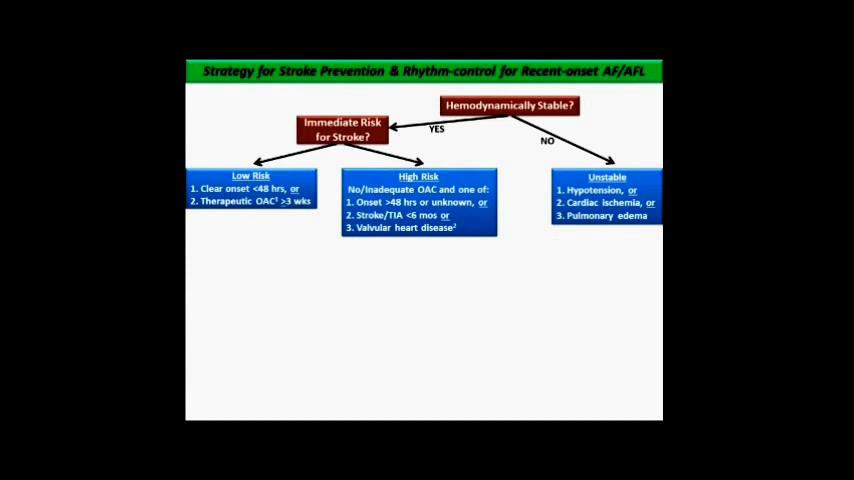 Strategy for Stroke Prevention & Rhythm-control for Recent-onset AF/AFL
Hemodynamically Stable?
Immediate Risk
for Stroke?
YES
NO
Low Risk
1. Clear onset <48 hrs, or
2. Therapeutic OAC¹ ≥3 wks
High Risk
No/Inadequate OAC and one of:
1. Onset >48 hrs or unknown, or
2. Stroke/TIA <6 mos or
3. Valvular heart disease²
Unstable
1. Hypotension, or
2. Cardiac ischemia, or
3. Pulmonary edema